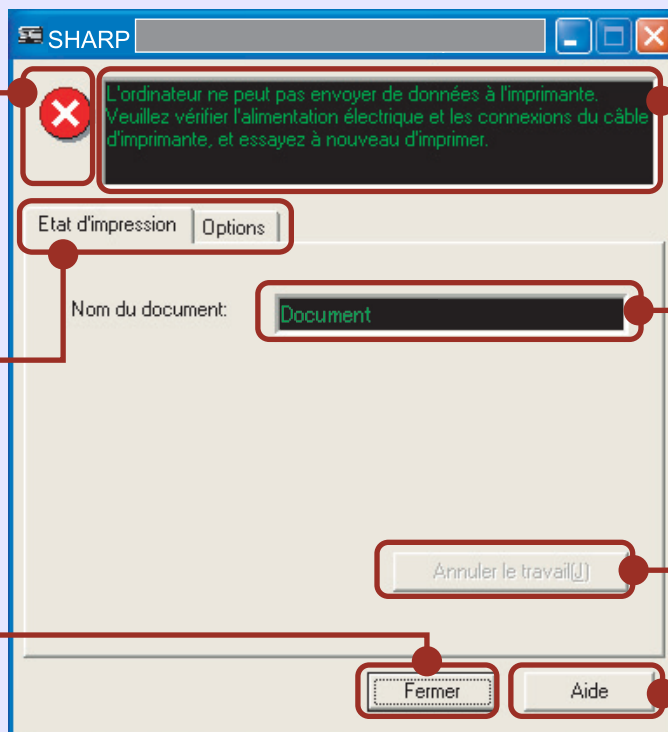 SHARP
L'ordinateur ne peut pas envoyer de données à l'imprimante.
Veuillez vérifier l'alimentation électrique et les connexions du câble
d'imprimante, et essayez à nouveau d'imprimer.
Etat d'impression Options
Nom du document: Document
Annuler le travail(J)
Fermer Aide